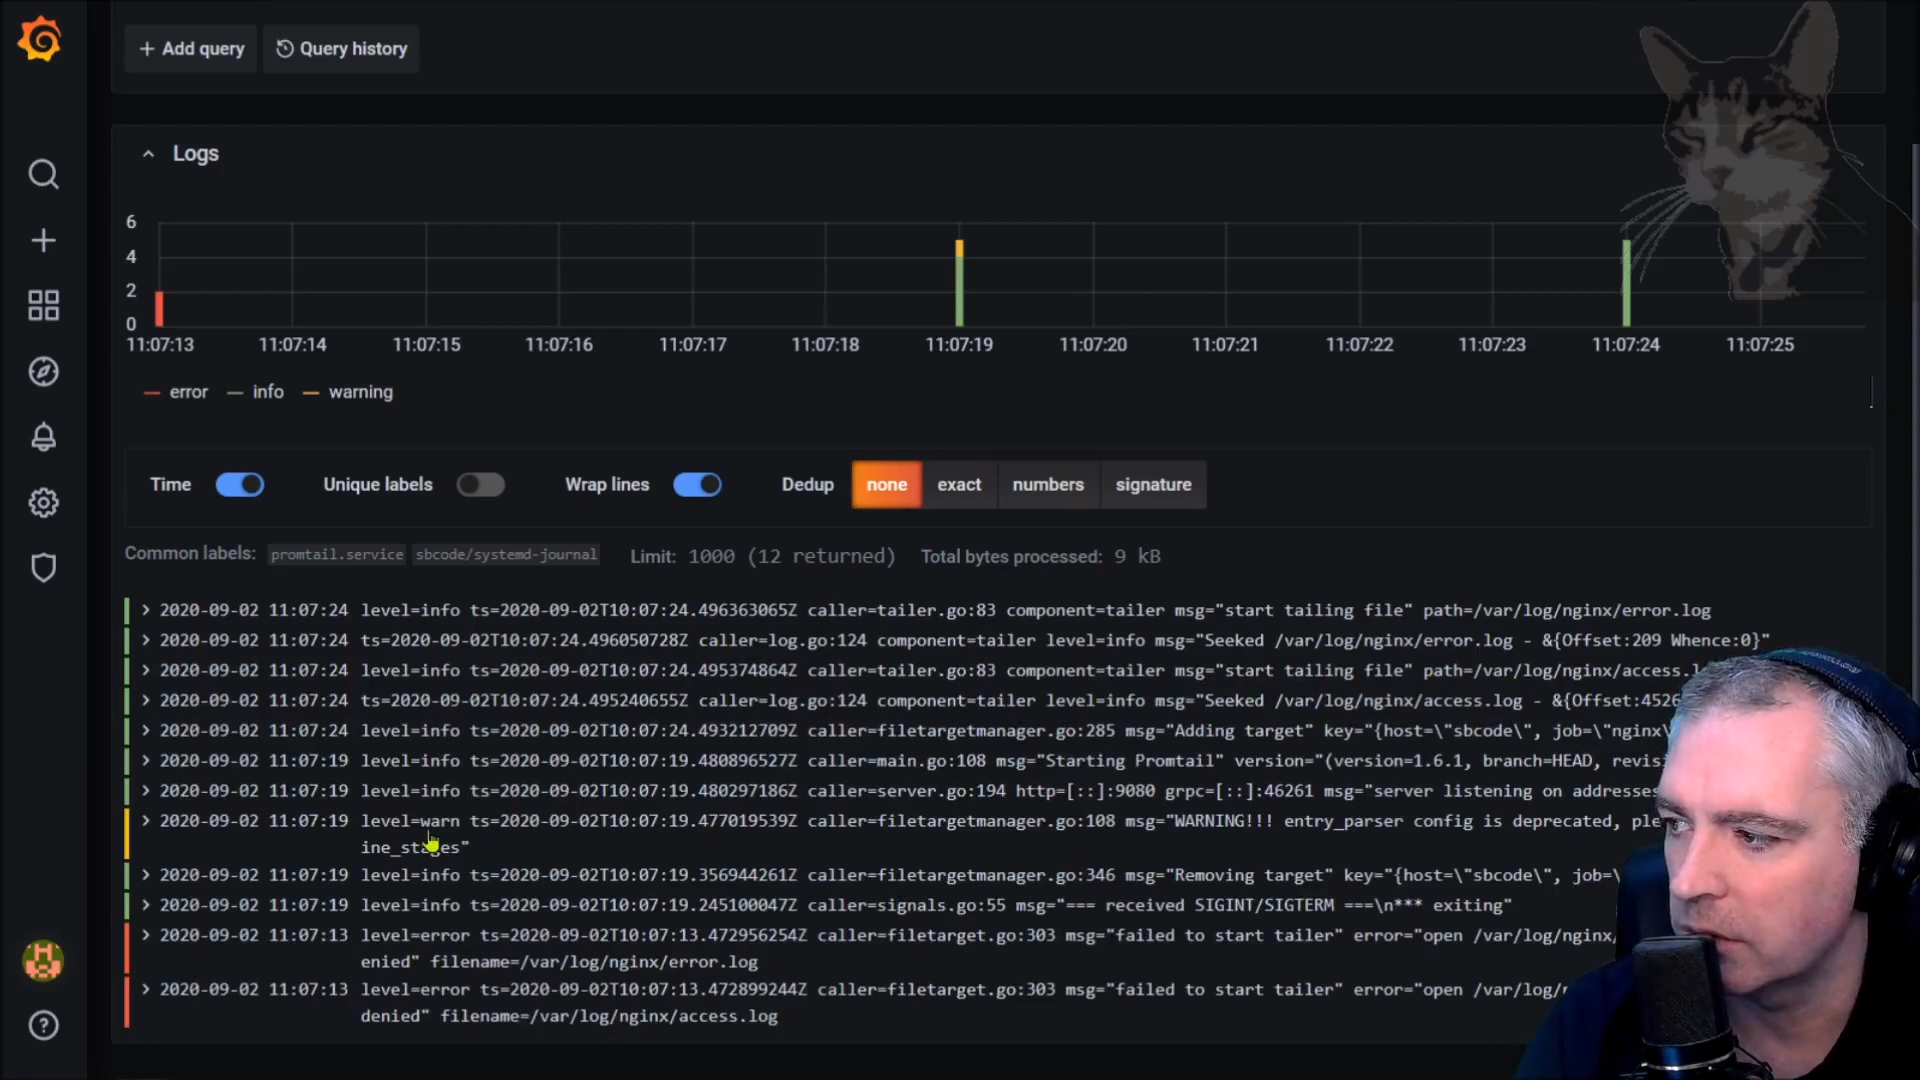 Add query
Query history
Logs
6
4
2
0
11:07:13 11:07:14 11:07:15 11:07:16 11:07:17 11:07:18 11:07:19 11:07:20 11:07:21 11:07:22 11:07:23 11:07:24 11:07:25
error info warning
Time Unique labels Wrap lines Dedup none exact numbers signature
Common labels: promtail.service sbcode/systemd-journal Limit: 1000 (12 returned) Total bytes processed: 9 kB
2020-09-02 11:07:24 level=info ts=2020-09-02T10:07:24.496363065Z caller=tailer.go:83 component=tailer msg="start tailing file" path=/var/log/nginx/error.log
2020-09-02 11:07:24 ts=2020-09-02T10:07:24.496050728Z caller=log.go:124 component=tailer level=info msg="Seeked /var/log/nginx/error.log - &{Offset:209 Whence:0}"
2020-09-02 11:07:24 level=info ts=2020-09-02T10:07:24.495374864Z caller=tailer.go:83 component=tailer msg="start tailing file" path=/var/log/nginx/access.l
2020-09-02 11:07:24 ts=2020-09-02T10:07:24.495240655Z caller=log.go:124 component=tailer level=info msg="Seeked /var/log/nginx/access.log - &{Offset:4526
2020-09-02 11:07:24 level=info ts=2020-09-02T10:07:24.493212709Z caller=filetargetmanager.go:285 msg="Adding target" key="{host=\"sbcode\", job=\"nginx\
2020-09-02 11:07:19 level=info ts=2020-09-02T10:07:19.480896527Z caller=main.go:108 msg="Starting Promtail" version="(version=1.6.1, branch=HEAD, revisi
2020-09-02 11:07:19 level=info ts=2020-09-02T10:07:19.480297186Z caller=server.go:194 http=[::]:9080 grpc=[::]:46261 msg="server listening on addresses
2020-09-02 11:07:19 level=warn ts=2020-09-02T10:07:19.477019539Z caller=filetargetmanager.go:108 msg="WARNING!!! entry_parser config is deprecated, ple
ine_stages"
2020-09-02 11:07:19 level=info ts=2020-09-02T10:07:19.356944261Z caller=filetargetmanager.go:346 msg="Removing target" key="{host=\"sbcode\", job=\
2020-09-02 11:07:19 level=info ts=2020-09-02T10:07:19.245100047Z caller=signals.go:55 msg="=== received SIGINT/SIGTERM ===\n*** exiting"
2020-09-02 11:07:13 level=error ts=2020-09-02T10:07:13.472956254Z caller=filetarget.go:303 msg="failed to start tailer" error="open /var/log/nginx/
enied" filename=/var/log/nginx/error.log
2020-09-02 11:07:13 level=error ts=2020-09-02T10:07:13.472899244Z caller=filetarget.go:303 msg="failed to start tailer" error="open /var/log/r
denied" filename=/var/log/nginx/access.log